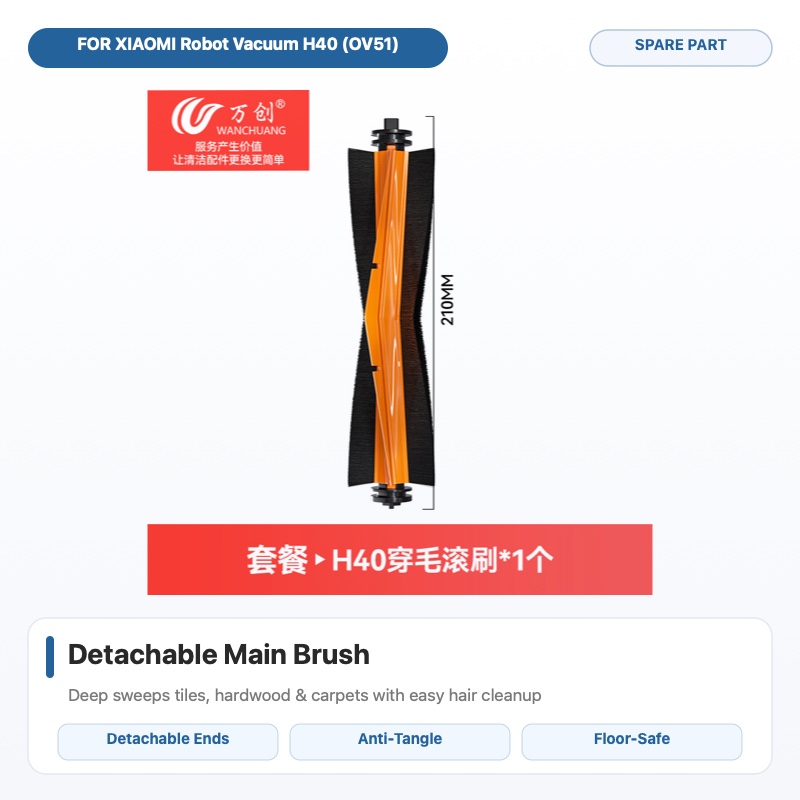 FOR XIAOMI Robot Vacuum H40 (OV51)
SPARE PART
万创®
WANCHUANG
服务产生价值
让清洁配件更换更简单
210MM
套餐▸H40穿毛滚刷*1个
Detachable Main Brush
Deep sweeps tiles, hardwood & carpets with easy hair cleanup
Detachable Ends
Anti-Tangle
Floor-Safe